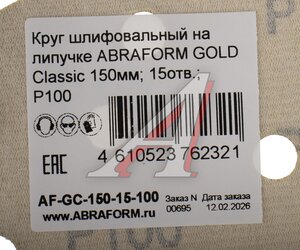 Круг шлифовальный на
липучке ABRAFORM GOLD
Classic 150мм; 15отв.;
P100
EAC
4 610523 762321
AF-GC-150-15-100
www.ABRAFORM.ru
Заказ N Дата заказа
00695 12.02.2026
P100